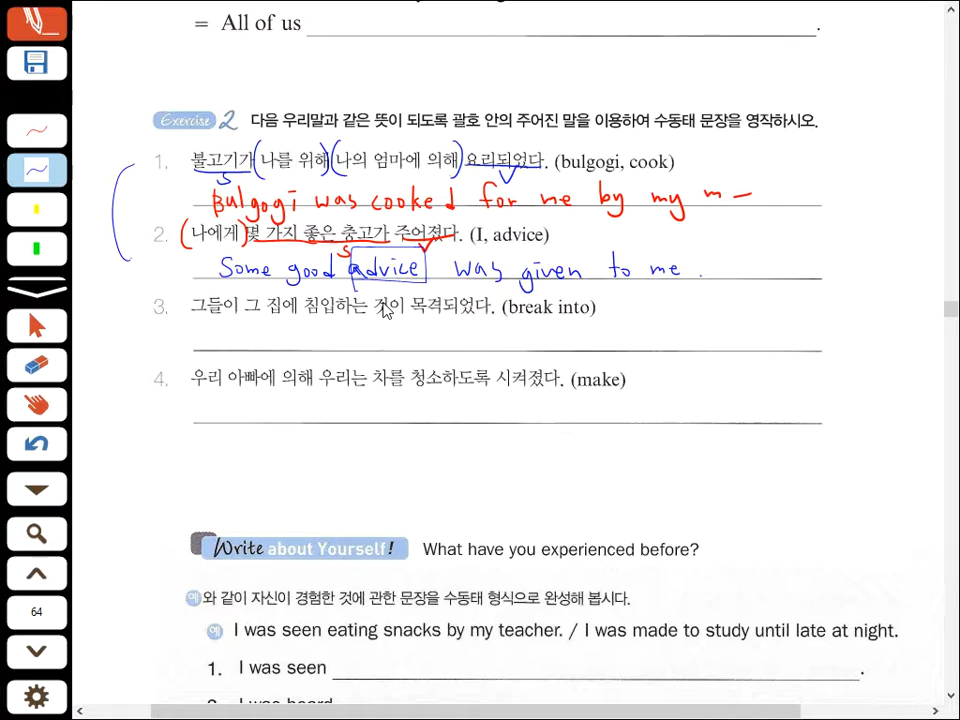 = All of us ______.
Exercise 2 다음 우리말과 같은 뜻이 되도록 괄호 안의 주어진 말을 이용하여 수동태 문장을 영작하시오.
1. 불고기가 (나를 위해) (나의 엄마에 의해) 요리되었다. (bulgogi, cook)
S V
Bulgogi was cooked for me by my m —
2. (나에게) 몇 가지 좋은 충고가 주어졌다. (I, advice)
S V
Some good advice was given to me.
3. 그들이 그 집에 침입하는 것이 목격되었다. (break into)
4. 우리 아빠에 의해 우리는 차를 청소하도록 시켜졌다. (make)
64
Write about Yourself! What have you experienced before?
예와 같이 자신이 경험한 것에 관한 문장을 수동태 형식으로 완성해 봅시다.
예 I was seen eating snacks by my teacher. / I was made to study until late at night.
1. I was seen ______.
2. I was heard